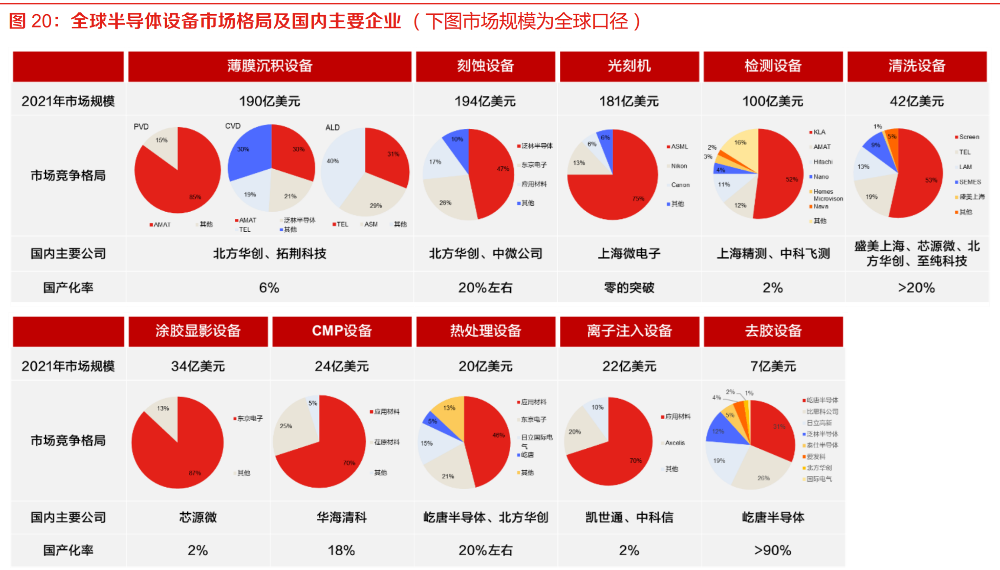 图 20：全球半导体设备市场格局及国内主要企业（下图市场规模为全球口径）
薄膜沉积设备 刻蚀设备 光刻机 检测设备 清洗设备
2021年市场规模 190亿美元 194亿美元 181亿美元 100亿美元 42亿美元
市场竞争格局
PVD
15%
85%
AMAT 其他
CVD
30%
30%
19%
21%
AMAT 泛林半导体
TEL 其他
ALD
31%
40%
29%
TEL ASM 其他
10%
17%
47%
26%
泛林半导体
东京电子
应用材料
其他
6%
6%
13%
75%
ASML
Nikon
Canon
其他
16%
2%
3%
4%
11%
12%
52%
KLA
AMAT
Hitachi
Nano
Hemes
Microvison
Nava
其他
1%
5%
9%
13%
19%
53%
Screen
TEL
LAM
SEMES
盛美上海
其他
国内主要公司 北方华创、拓荆科技 北方华创、中微公司 上海微电子 上海精测、中科飞测 盛美上海、芯源微、北
方华创、至纯科技
国产化率 6% 20%左右 零的突破 2% >20%
涂胶显影设备 CMP设备 热处理设备 离子注入设备 去胶设备
2021年市场规模 34亿美元 24亿美元 20亿美元 22亿美元 7亿美元
市场竞争格局
13%
87%
东京电子
其他
5%
25%
70%
应用材料
荏原材料
其他
13%
5%
15%
21%
46%
应用材料
东京电子
日立国际电
气
屹唐
其他
10%
20%
70%
应用材料
Axcelis
其他
2%
1%
4%
5%
12%
19%
26%
31%
屹唐半导体
比思科公司
日立高新
泛林半导体
泰仕半导体
爱发科
北方华创
国际电气
国内主要公司 芯源微 华海清科 屹唐半导体、北方华创 凯世通、中科信 屹唐半导体
国产化率 2% 18% 20%左右 2% >90%